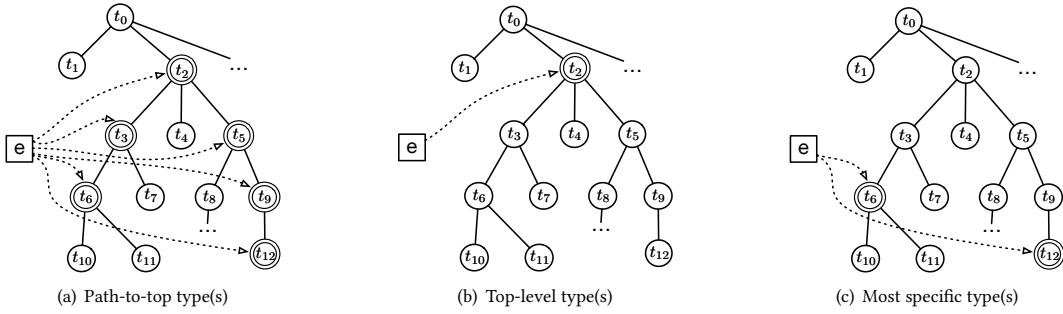 t0 t0 t0
t1 t2 ... t1 t2 ... t1 t2 ...
e t3 t4 t5 e t3 t4 t5 e t3 t4 t5
t6 t7 t8 t9 t6 t7 t8 t9 t6 t7 t8 t9
... ... ...
t10 t11 t12 t10 t11 t12 t10 t11 t12
(a) Path-to-top type(s) (b) Top-level type(s) (c) Most specific type(s)